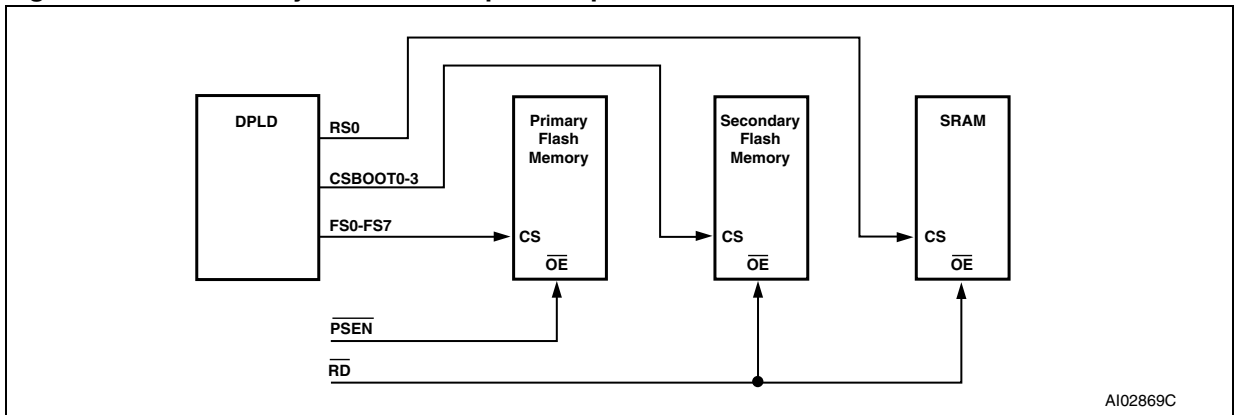 DPLD
RS0
CSBOOT0-3
FS0-FS7
Primary
Flash
Memory
CS
OE
Secondary
Flash
Memory
CS
OE
SRAM
CS
OE
PSEN
RD
AI02869C